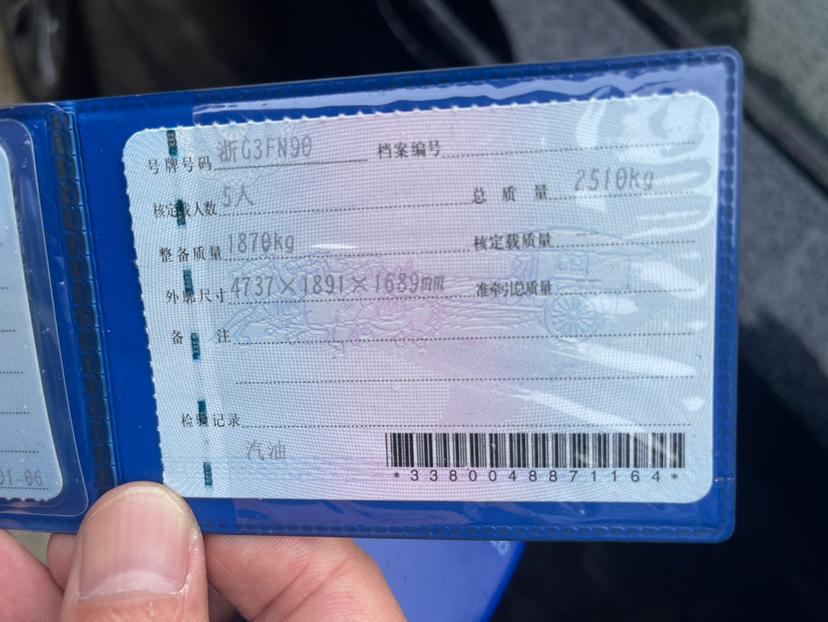 号牌号码 浙G3FN90 档案编号
核定载人数 5人 总质量 2510kg
整备质量 1870kg 核定载质量
外廓尺寸 4737×1891×1689mm 准牵引总质量
备注
检验记录
汽油
*3380048871164*
01-06